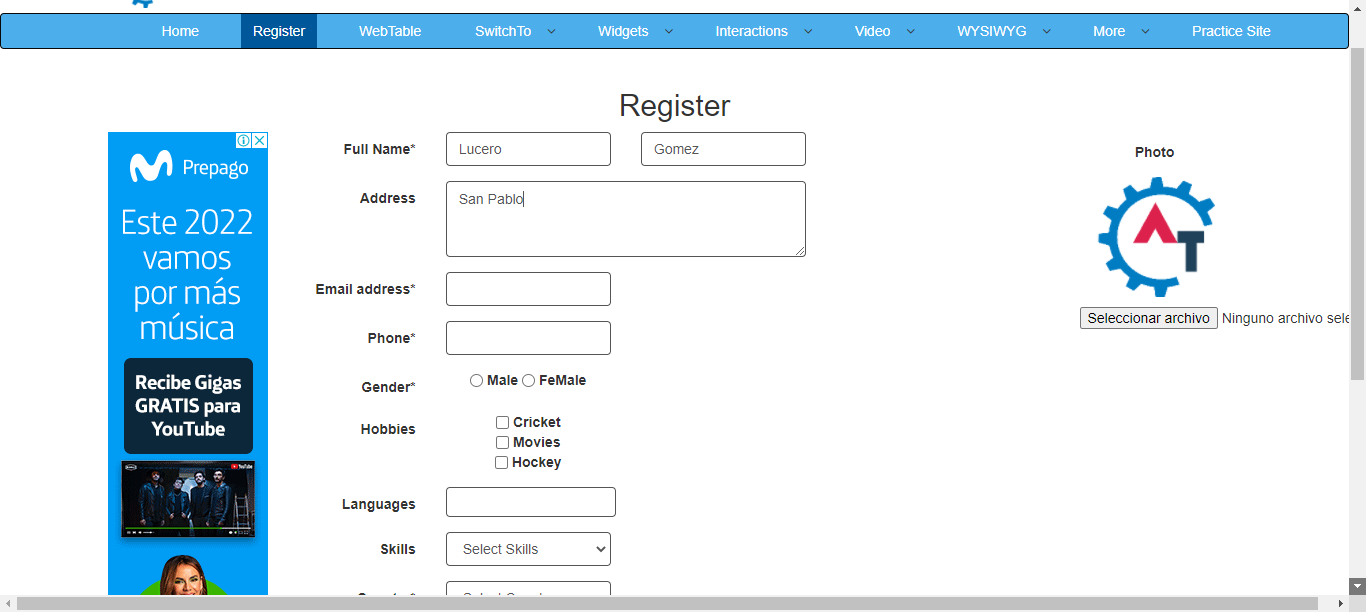 Home Register WebTable SwitchTo Widgets Interactions Video WYSIWYG More Practice Site
Register
Full Name* Lucero Gomez
Address San Pablo
Email address*
Phone*
Gender* Male FeMale
Hobbies Cricket
Movies
Hockey
Languages
Skills Select Skills
Photo
AT
Seleccionar archivo Ninguno archivo sele
Prepago
Este 2022
vamos
por más
música
Recibe Gigas
GRATIS para
YouTube
YouTube